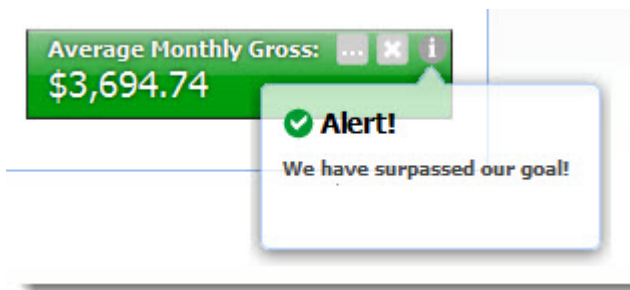 Average Monthly Gross: ... x i
$3,694.74
Alert!
We have surpassed our goal!